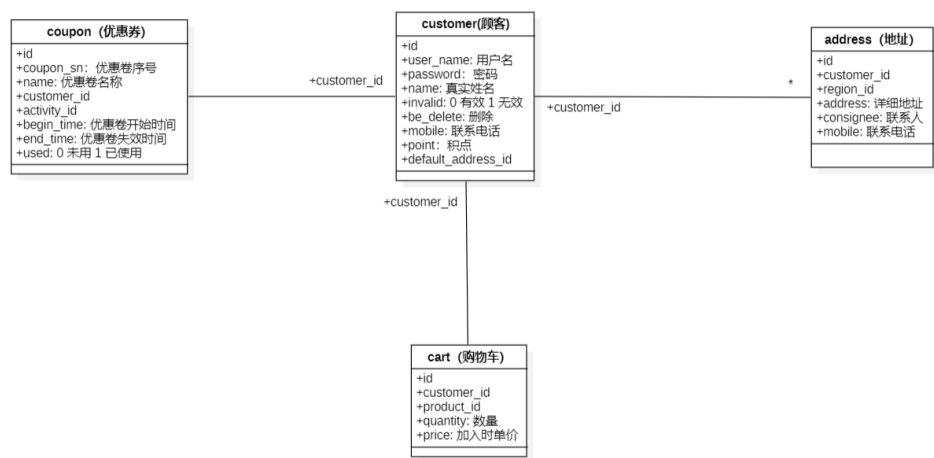 coupon（优惠券）
+id
+coupon_sn：优惠卷序号
+name: 优惠卷名称
+customer_id
+activity_id
+begin_time: 优惠卷开始时间
+end_time: 优惠卷失效时间
+used: 0 未用 1 已使用
+customer_id
customer(顾客)
+id
+user_name: 用户名
+password：密码
+name: 真实姓名
+invalid: 0 有效 1 无效
+be_delete: 删除
+mobile: 联系电话
+point：积点
+default_address_id
+customer_id
*
address（地址）
+id
+customer_id
+region_id
+address: 详细地址
+consignee: 联系人
+mobile: 联系电话
+customer_id
cart（购物车）
+id
+customer_id
+product_id
+quantity: 数量
+price: 加入时单价